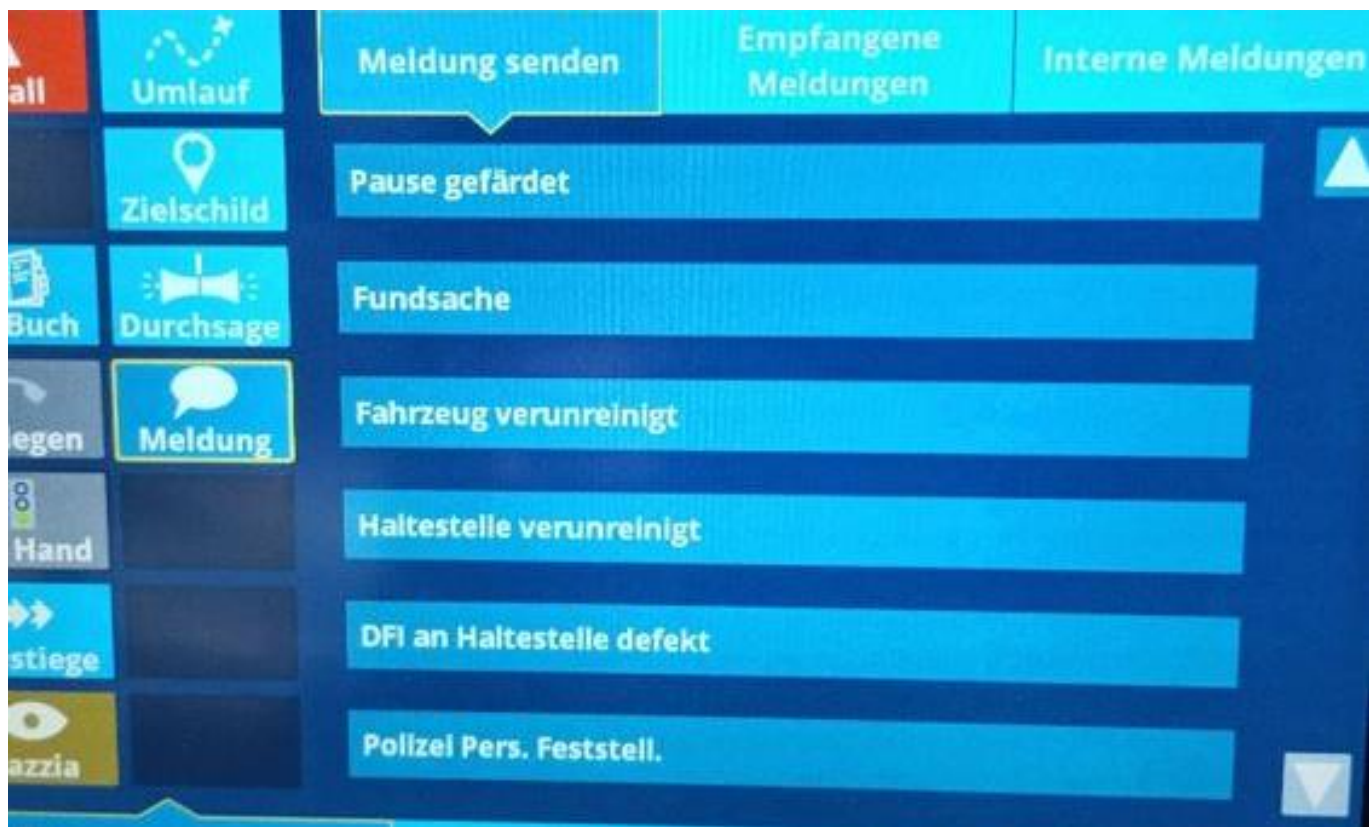 all
Umlauf
Meldung senden
Empfangene
Meldungen
Interne Meldungen
Zielschild
Pause gefärdet
Buch
Durchsage
Fundsache
egen
Meldung
Fahrzeug verunreinigt
Hand
Haltestelle verunreinigt
stiege
DFI an Haltestelle defekt
azzia
Polizei Pers. Feststell.